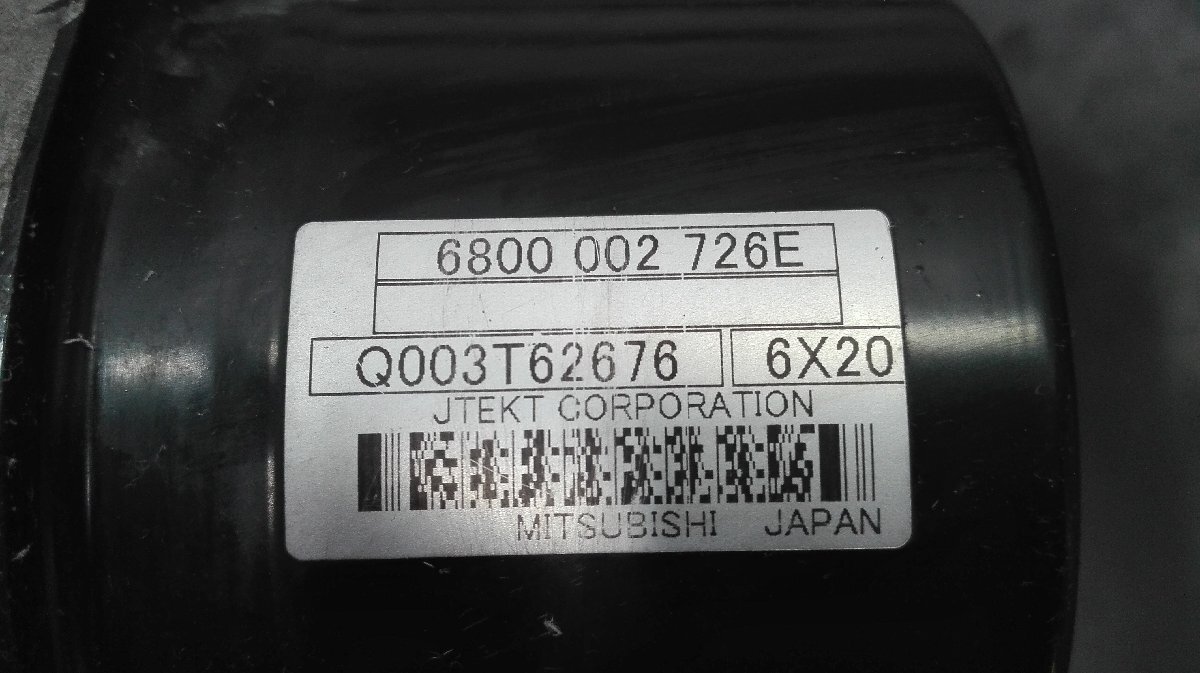 6800 002 726E
Q003T62676 6X20
JTEKT CORPORATION
MITSUBISHI JAPAN